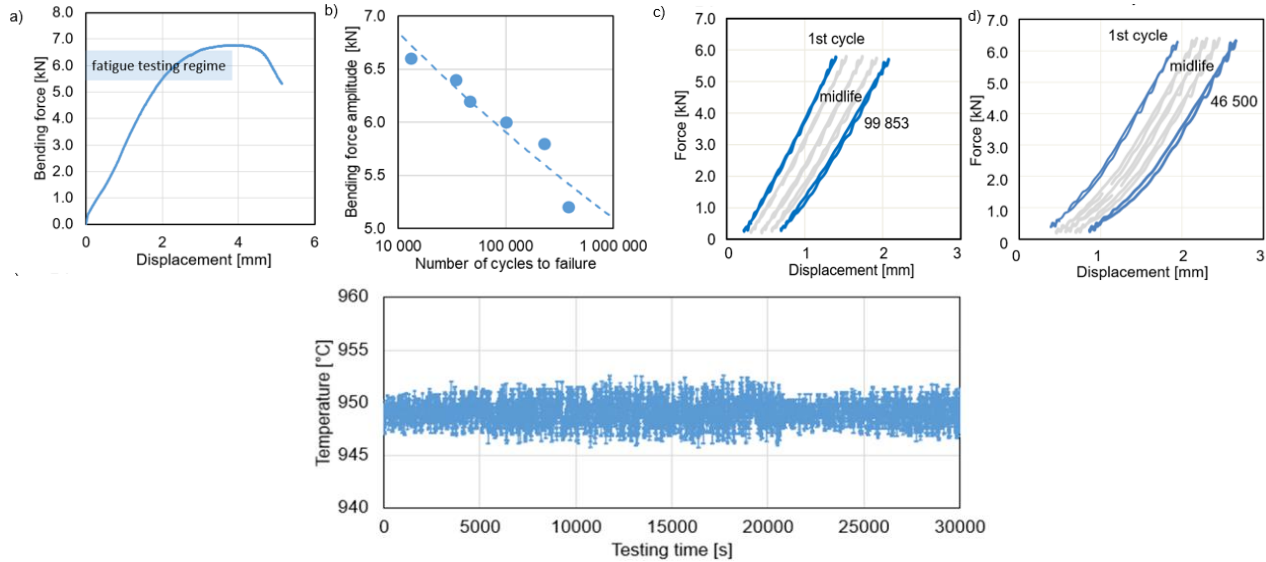 a)
8.0
7.0
6.0
5.0
4.0
3.0
2.0
1.0
0.0
fatigue testing regime
Bending force [kN]
0 2 4 6
Displacement [mm]
b)
7.0
6.5
6.0
5.5
5.0
Bending force amplitude [kN]
10 000 100 000 1 000 000
Number of cycles to failure
c)
7.0
6.0
5.0
4.0
3.0
2.0
1.0
0
1st cycle
midlife
99 853
Force [kN]
0 1 2 3
Displacement [mm]
d)
7.0
6.0
5.0
4.0
3.0
2.0
1.0
0
1st cycle
midlife
46 500
Force [kN]
0 1 2 3
Displacement [mm]
960
955
950
945
940
Temperature [°C]
0 5000 10000 15000 20000 25000 30000
Testing time [s]